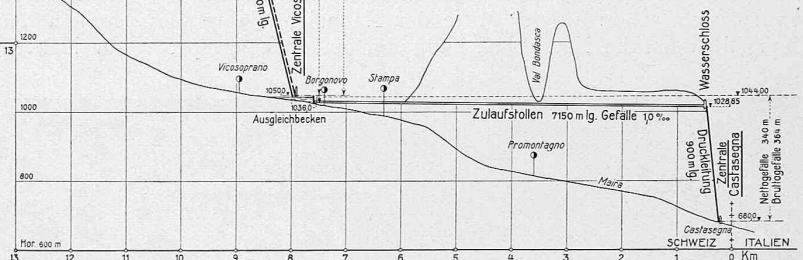 1200
13
Vicosoprano
Zentrale Vicos
0m lg.
Borgonovo
Stampa
Val Bondasca
Wasserschloss
1050,0
1036,0
1044,00
1028,65
1000
Ausgleichbecken
Zulaufstollen 7150 m lg. Gefälle 1,0 ‰
Promontogno
Druckleitung
900 m lg.
Zentrale
Castasegna
Nettogefälle 340 m
Bruttogefälle 364 m
800
Maira
680,0
Castasegna
Hor. 600 m
SCHWEIZ
ITALIEN
13
12
11
10
9
8
7
6
5
4
3
2
1
0
Km